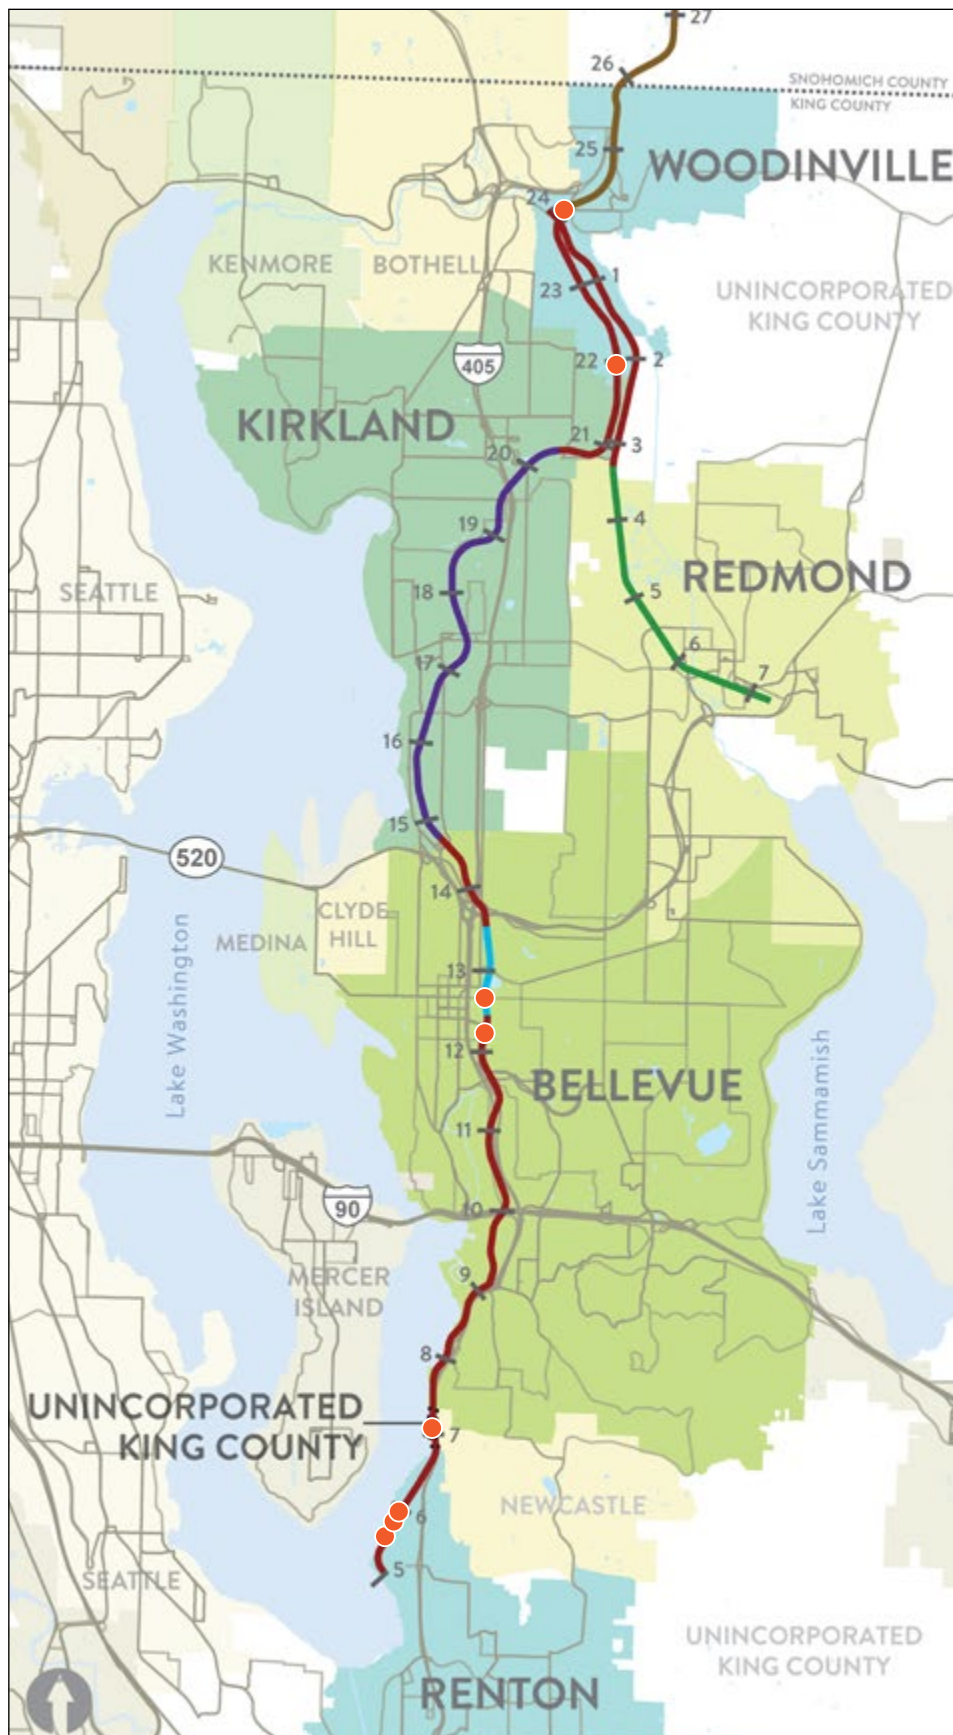 27
26
SNOHOMICH COUNTY
KING COUNTY
25
WOODINVILLE
24
KENMORE
BOTHELL
1
23
UNINCORPORATED
KING COUNTY
405
22
2
KIRKLAND
21
3
20
4
19
REDMOND
SEATTLE
18
5
6
17
7
16
15
520
14
CLYDE
HILL
MEDINA
13
Lake Washington
12
BELLEVUE
Lake Sammamish
11
90
10
MERCER
ISLAND
9
8
UNINCORPORATED
KING COUNTY
7
NEWCASTLE
6
5
SEATTLE
UNINCORPORATED
KING COUNTY
RENTON